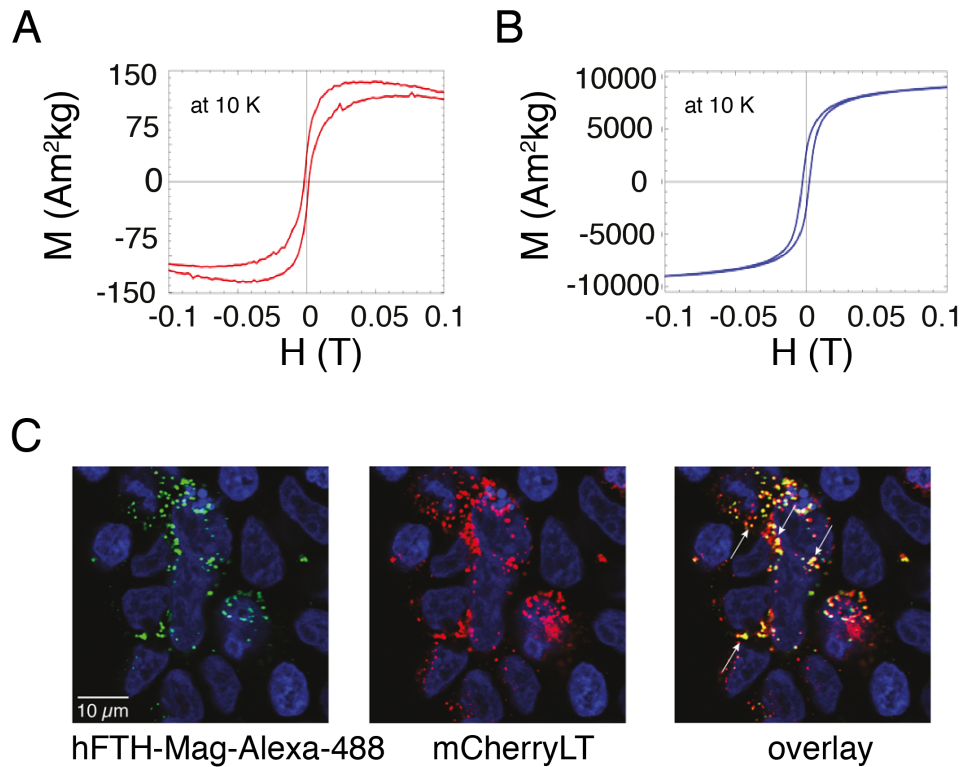 A
B
150
75
0
-75
-150
at 10 K
M (Am²kg)
-0.1 -0.05 0 0.05 0.1
H (T)
10000
5000
0
-5000
-10000
at 10 K
M (Am²kg)
-0.1 -0.05 0 0.05 0.1
H (T)
C
10 µm
hFTH-Mag-Alexa-488 mCherryLT overlay